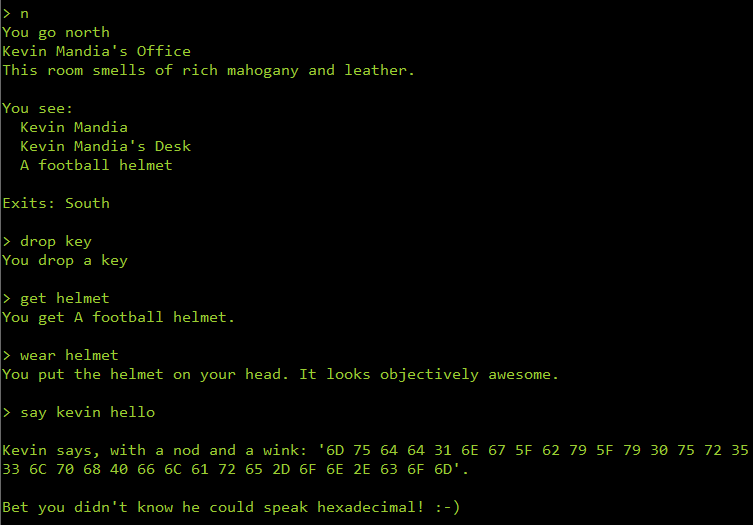 > n
You go north
Kevin Mandia's Office
This room smells of rich mahogany and leather.
You see:
Kevin Mandia
Kevin Mandia's Desk
A football helmet
Exits: South
> drop key
You drop a key
> get helmet
You get A football helmet.
> wear helmet
You put the helmet on your head. It looks objectively awesome.
> say kevin hello
Kevin says, with a nod and a wink: '6D 75 64 64 31 6E 67 5F 62 79 5F 79 30 75 72 35
33 6C 70 68 40 66 6C 61 72 65 2D 6F 6E 2E 63 6F 6D'.
Bet you didn't know he could speak hexadecimal! :-)